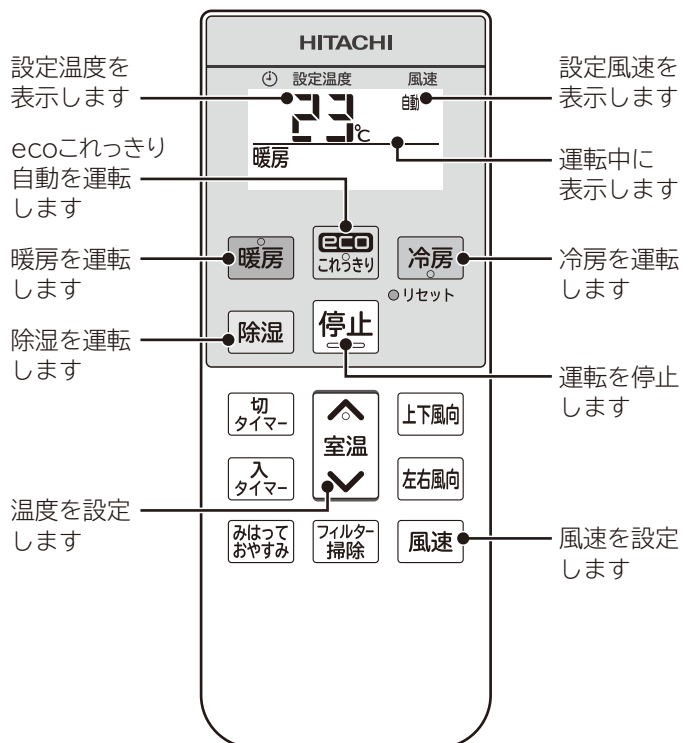 HITACHI
設定温度 風速
23℃
自動
暖房
設定温度を
表示します
設定風速を
表示します
ecoこれっきり
自動を運転
します
運転中に
表示します
暖房
eco
これっきり
冷房
暖房を運転
します
冷房を運転
します
リセット
除湿
停止
除湿を運転
します
運転を停止
します
切
タイマー
室温
上下風向
入
タイマー
左右風向
温度を設定
します
みはって
おやすみ
フィルター
掃除
風速
風速を設定
します